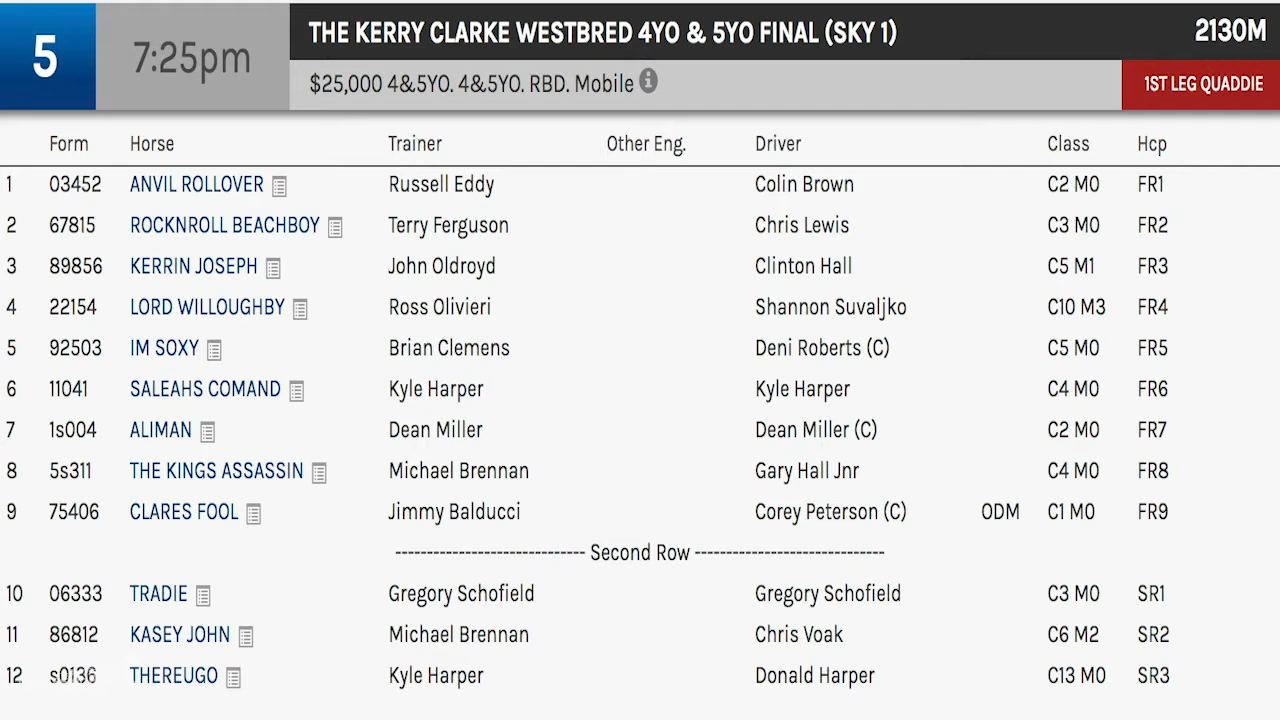 5 7:25pm THE KERRY CLARKE WESTBRED 4YO & 5YO FINAL (SKY 1) 2130M
$25,000 4&5YO. 4&5YO. RBD. Mobile 1ST LEG QUADDIE
Form Horse Trainer Other Eng. Driver Class Hcp
1 03452 ANVIL ROLLOVER Russell Eddy Colin Brown C2 M0 FR1
2 67815 ROCKNROLL BEACHBOY Terry Ferguson Chris Lewis C3 M0 FR2
3 89856 KERRIN JOSEPH John Oldroyd Clinton Hall C5 M1 FR3
4 22154 LORD WILLOUGHBY Ross Olivieri Shannon Suvaljko C10 M3 FR4
5 92503 IM SOXY Brian Clemens Deni Roberts (C) C5 M0 FR5
6 11041 SALEAHS COMAND Kyle Harper Kyle Harper C4 M0 FR6
7 1s004 ALIMAN Dean Miller Dean Miller (C) C2 M0 FR7
8 5s311 THE KINGS ASSASSIN Michael Brennan Gary Hall Jnr C4 M0 FR8
9 75406 CLARES FOOL Jimmy Balducci Corey Peterson (C) ODM C1 M0 FR9
------------------------------ Second Row ------------------------------
10 06333 TRADIE Gregory Schofield Gregory Schofield C3 M0 SR1
11 86812 KASEY JOHN Michael Brennan Chris Voak C6 M2 SR2
12 s0136 THEREUGO Kyle Harper Donald Harper C13 M0 SR3